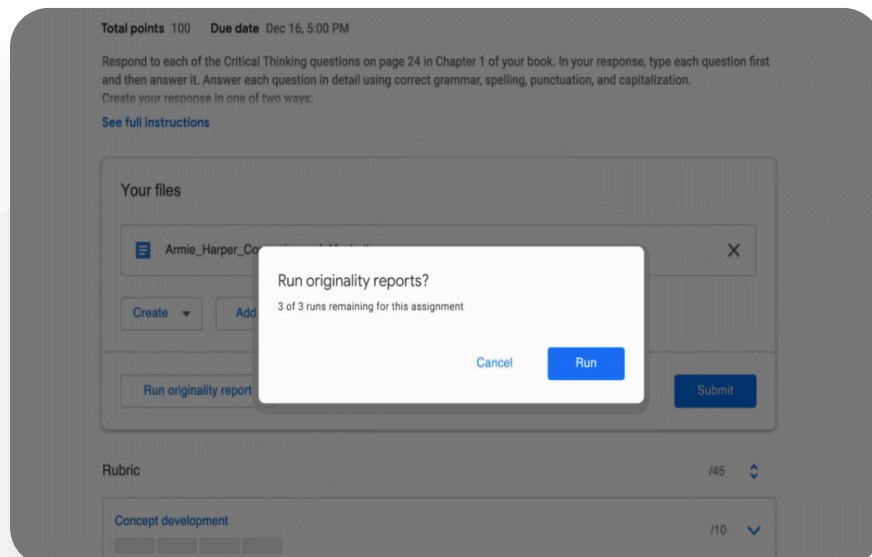 Total points 100 Due date Dec 16, 5:00 PM
Respond to each of the Critical Thinking questions on page 24 in Chapter 1 of your book. In your response, type each question first
and then answer it. Answer each question in detail using correct grammar, spelling, punctuation, and capitalization.
Create your response in one of two ways:
See full instructions
Your files
Armie_Harper_Co
Run originality reports?
3 of 3 runs remaining for this assignment
Create Add
Cancel Run
Run originality report Submit
Rubric /45
Concept development /10